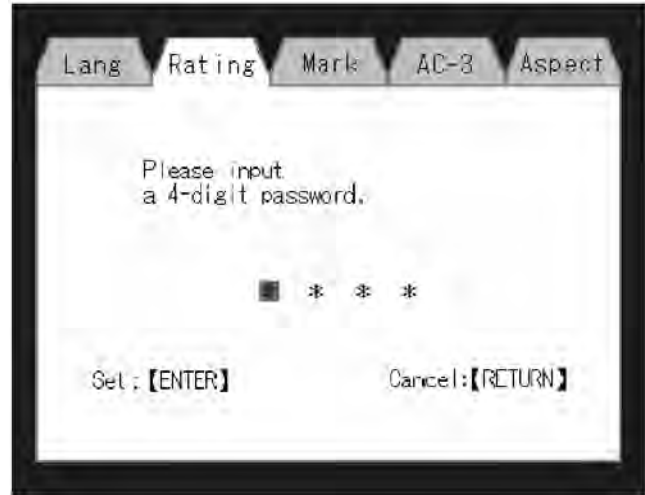 Lang Rating Mark AC-3 Aspect
Please input
a 4-digit password.
* * *
Set:【ENTER】 Cancel:【RETURN】